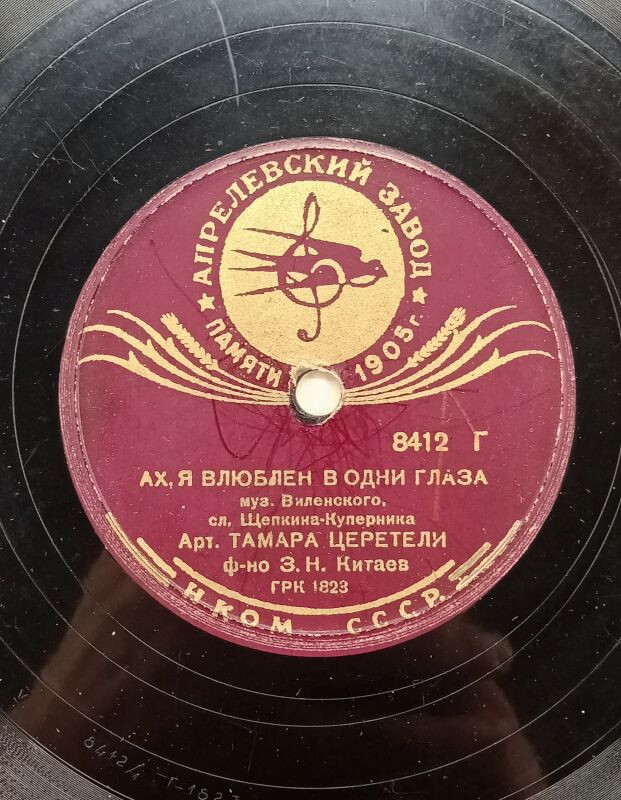 ★ АПРЕЛЕВСКИЙ ЗАВОД ★
ПАМЯТИ 1905 г.
8412 Г
АХ, Я ВЛЮБЛЕН В ОДНИ ГЛАЗА
муз. Виленского,
сл. Щепкина-Куперника
Арт. ТАМАРА ЦЕРЕТЕЛИ
ф-но З. Н. Китаев
ГРК 1823
НКОМ СССР.